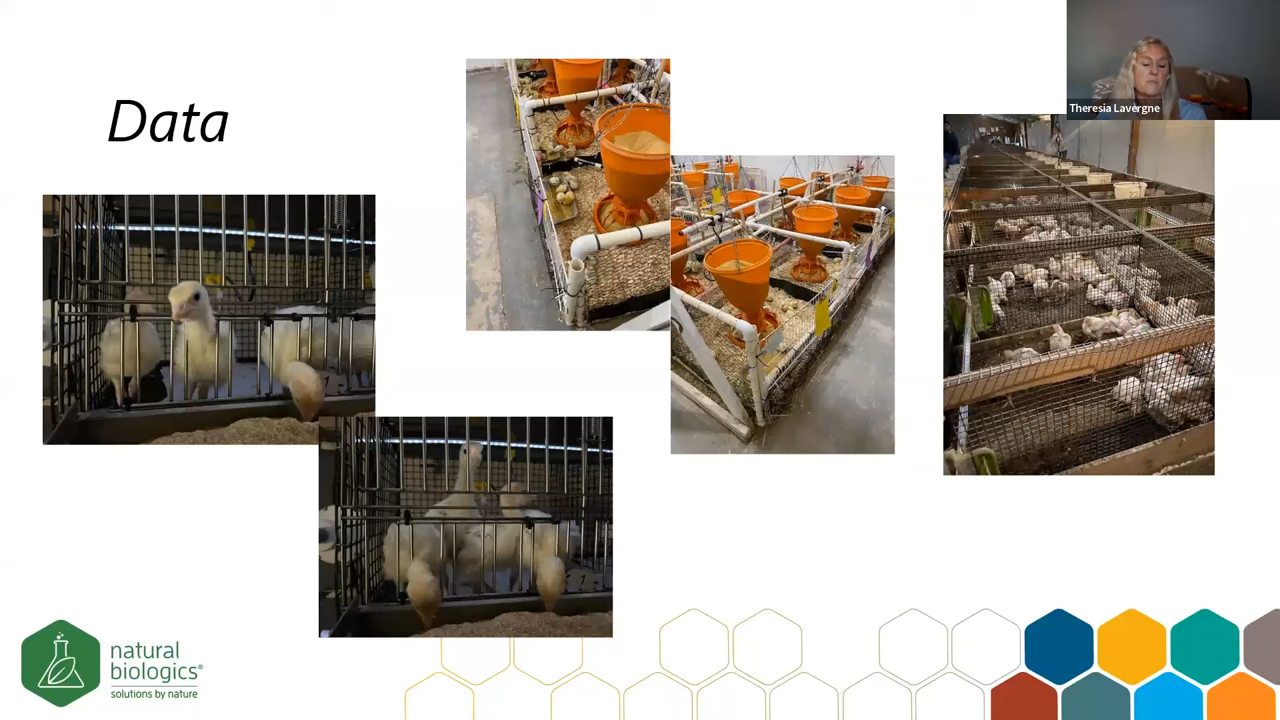 Data
Theresia Lavergne
natural
biologics®
solutions by nature